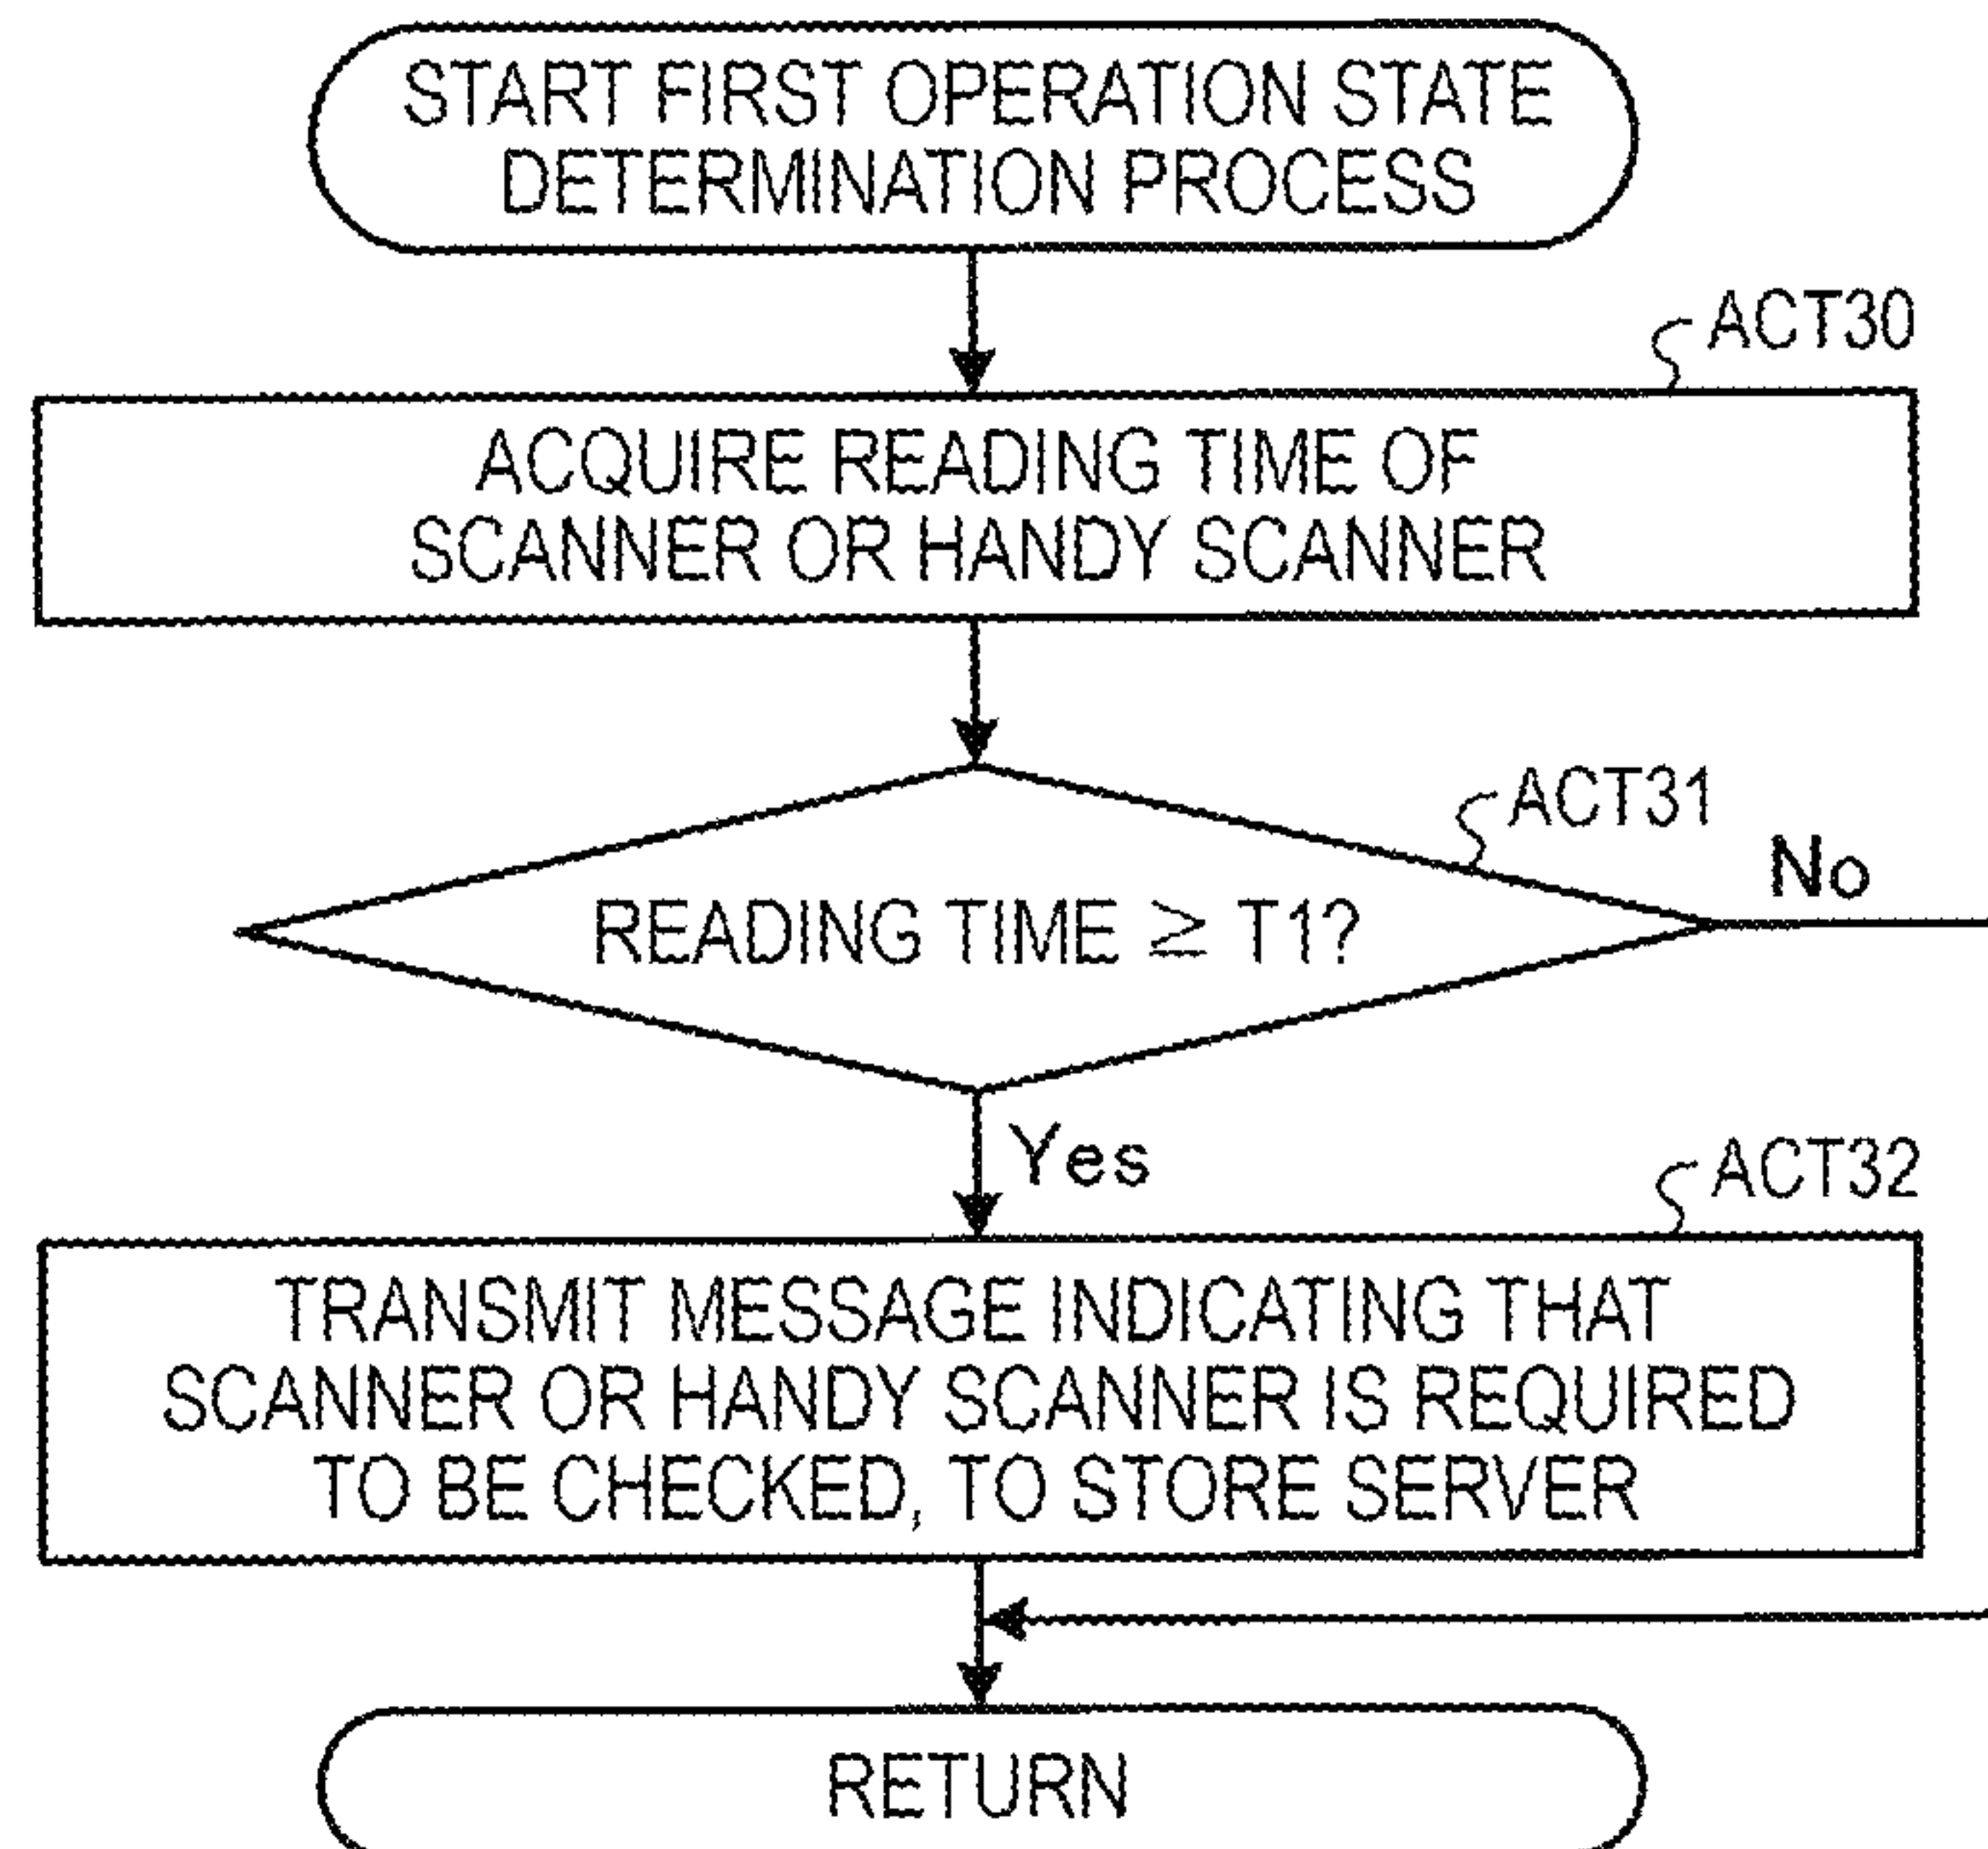 START FIRST OPERATION STATE
DETERMINATION PROCESS
ACT30
ACQUIRE READING TIME OF
SCANNER OR HANDY SCANNER
ACT31
READING TIME ≧ T1?
No
Yes
ACT32
TRANSMIT MESSAGE INDICATING THAT
SCANNER OR HANDY SCANNER IS REQUIRED
TO BE CHECKED, TO STORE SERVER
RETURN